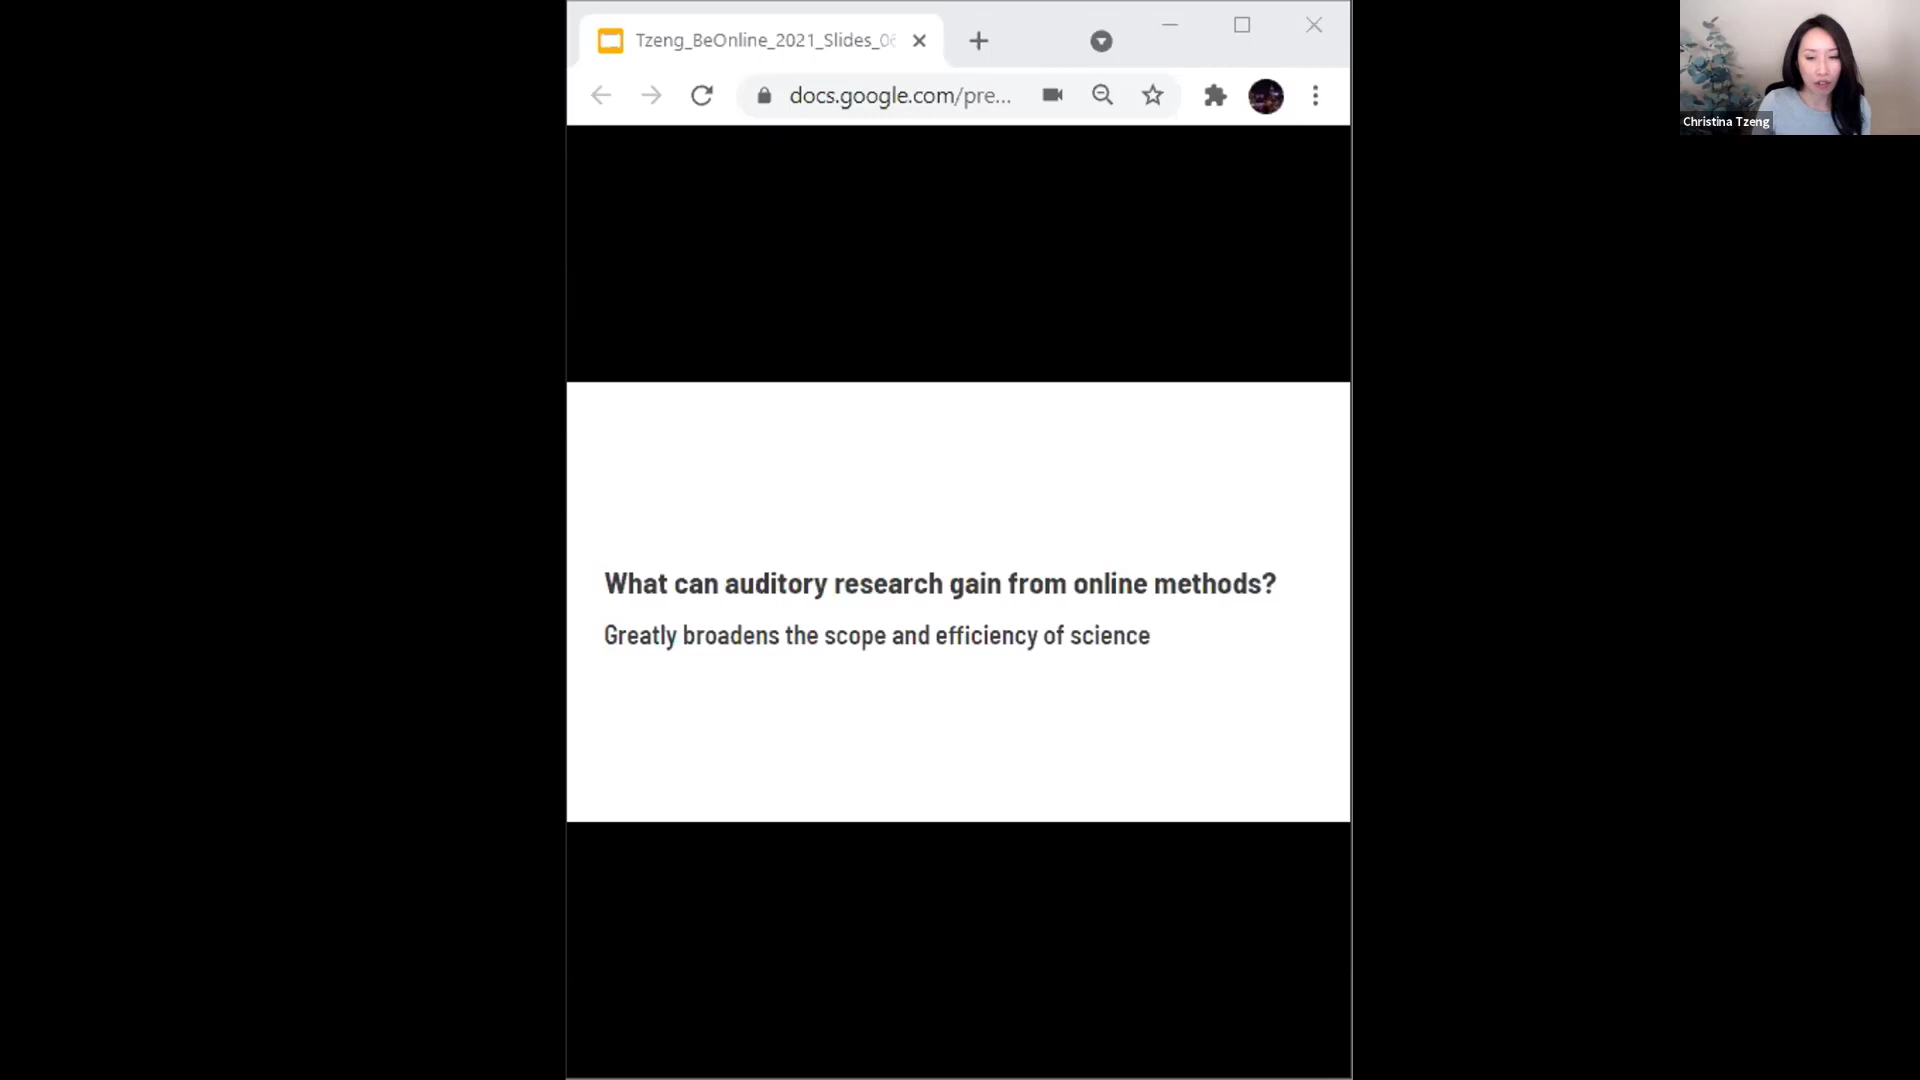 Tzeng_BeOnline_2021_Slides_06
docs.google.com/pre...
Christina Tzeng
What can auditory research gain from online methods?
Greatly broadens the scope and efficiency of science